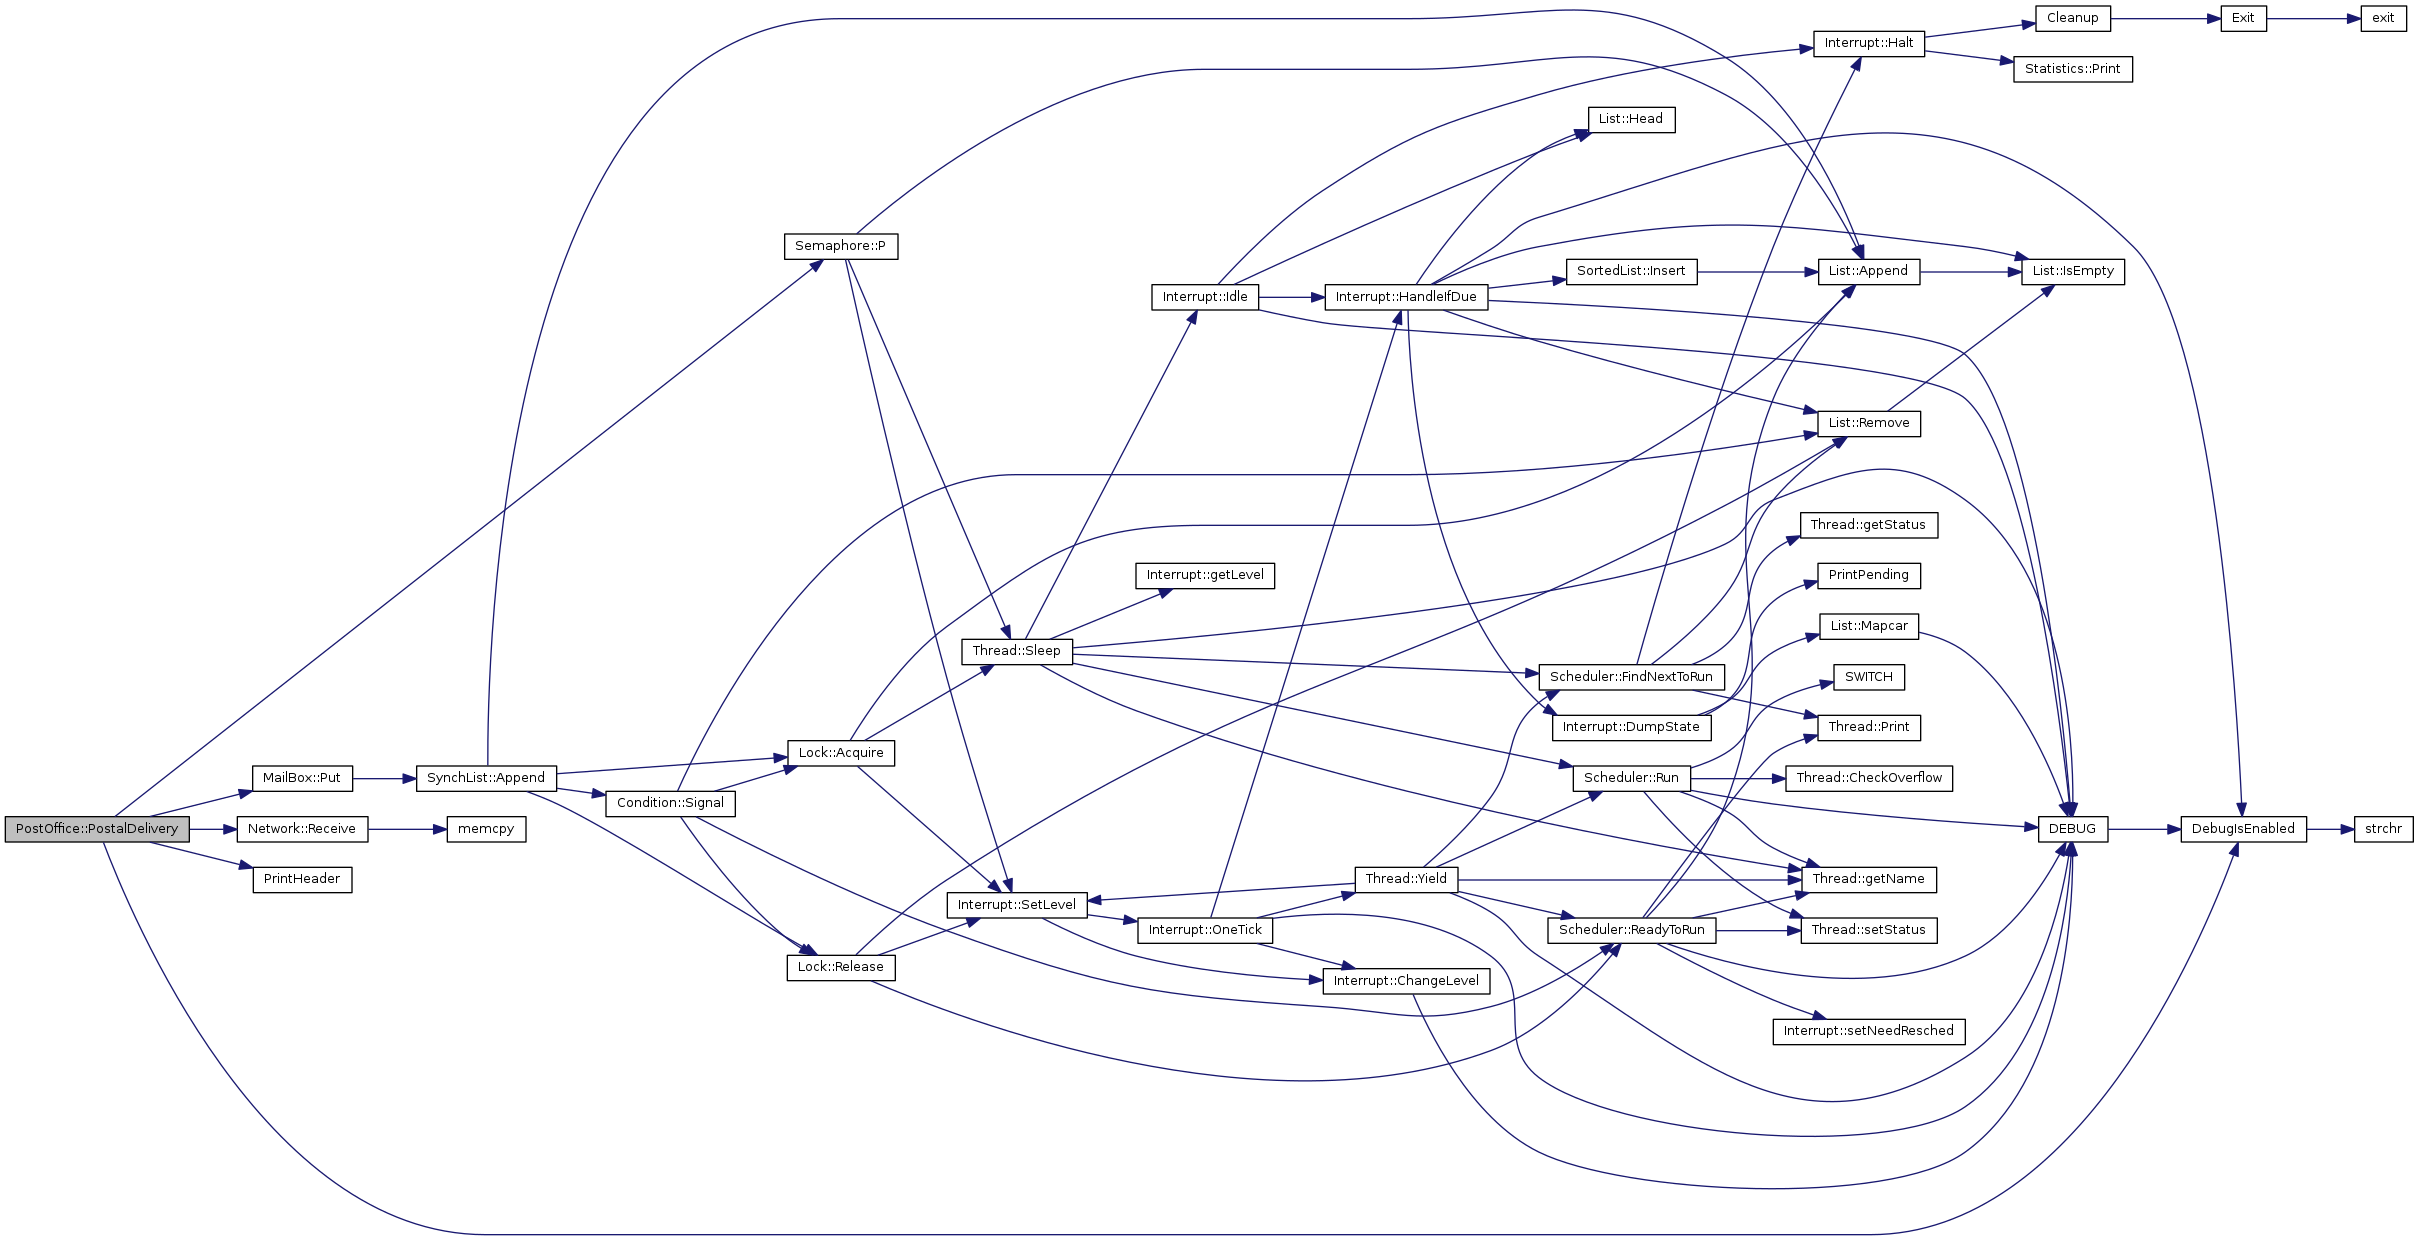 Cleanup
Exit
exit
Interrupt::Halt
Statistics::Print
List::Head
Semaphore::P
SortedList::Insert
List::Append
List::IsEmpty
Interrupt::Idle
Interrupt::HandleIfDue
List::Remove
Thread::getStatus
Interrupt::getLevel
PrintPending
List::Mapcar
Thread::Sleep
Scheduler::FindNextToRun
SWITCH
Interrupt::DumpState
Thread::Print
Lock::Acquire
MailBox::Put
SynchList::Append
Scheduler::Run
Thread::CheckOverflow
Condition::Signal
PostOffice::PostalDelivery
Network::Receive
memcpy
DEBUG
DebugIsEnabled
strchr
PrintHeader
Thread::Yield
Thread::getName
Interrupt::SetLevel
Interrupt::OneTick
Scheduler::ReadyToRun
Thread::setStatus
Lock::Release
Interrupt::ChangeLevel
Interrupt::setNeedResched